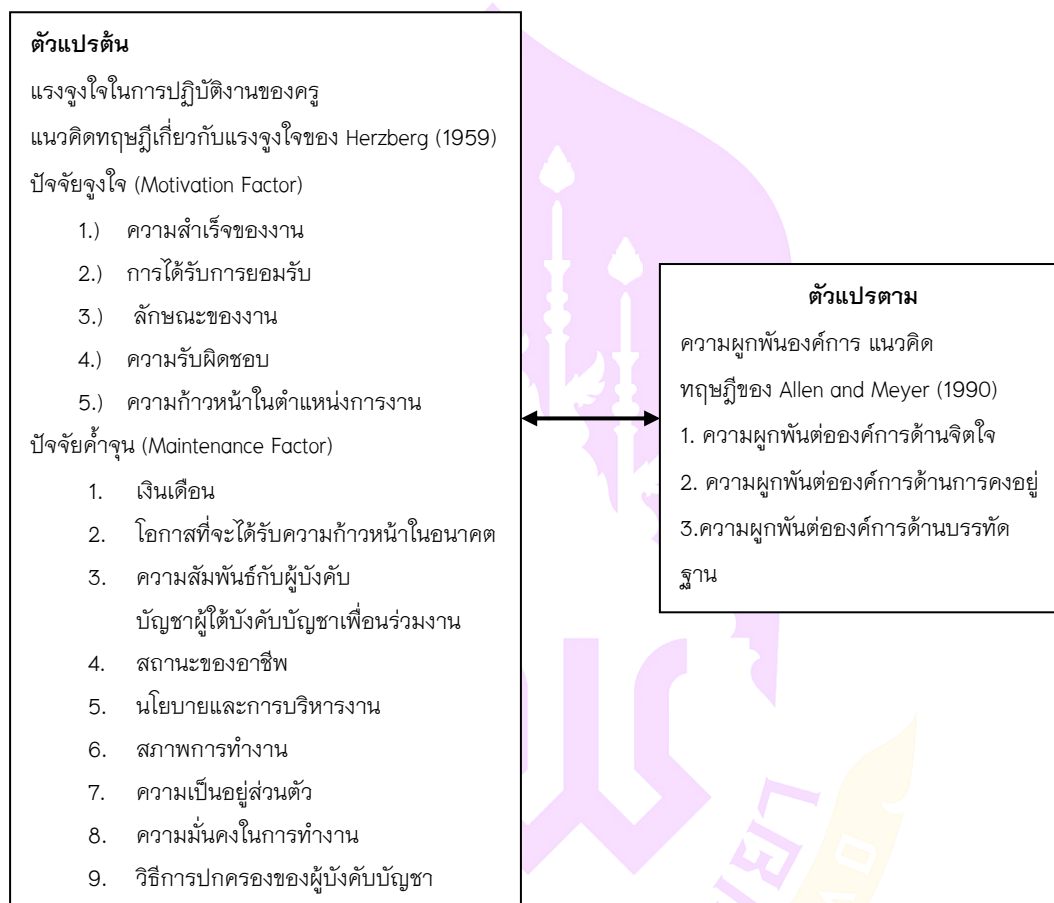 ตัวแปรต้น
แรงจูงใจในการปฏิบัติงานของครู
แนวคิดทฤษฎีเกี่ยวกับแรงจูงใจของ Herzberg (1959)
ปัจจัยจูงใจ (Motivation Factor)
1.) ความสำเร็จของงาน
2.) การได้รับการยอมรับ
3.) ลักษณะของงาน
4.) ความรับผิดชอบ
5.) ความก้าวหน้าในตำแหน่งการงาน
ปัจจัยค้ำจุน (Maintenance Factor)
1. เงินเดือน
2. โอกาสที่จะได้รับความก้าวหน้าในอนาคต
3. ความสัมพันธ์กับผู้บังคับ
บัญชาผู้ใต้บังคับบัญชาเพื่อนร่วมงาน
4. สถานะของอาชีพ
5. นโยบายและการบริหารงาน
6. สภาพการทำงาน
7. ความเป็นอยู่ส่วนตัว
8. ความมั่นคงในการทำงาน
9. วิธีการปกครองของผู้บังคับบัญชา
ตัวแปรตาม
ความผูกพันองค์การ แนวคิด
ทฤษฎีของ Allen and Meyer (1990)
1. ความผูกพันต่อองค์การด้านจิตใจ
2. ความผูกพันต่อองค์การด้านการคงอยู่
3.ความผูกพันต่อองค์การด้านบรรทัด
ฐาน